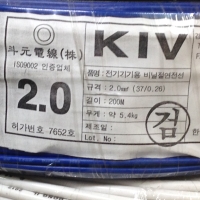 斗元電線(株)
ISO9002 인증업체
KIV
2.0
허가번호 7652호
품명 : 전기기기용 비닐절연전선
규격 : 2.0㎟ (37/0.26)
길이 : 200M
무게 : 약 5.4kg
제조일 :
Lot. No :
검